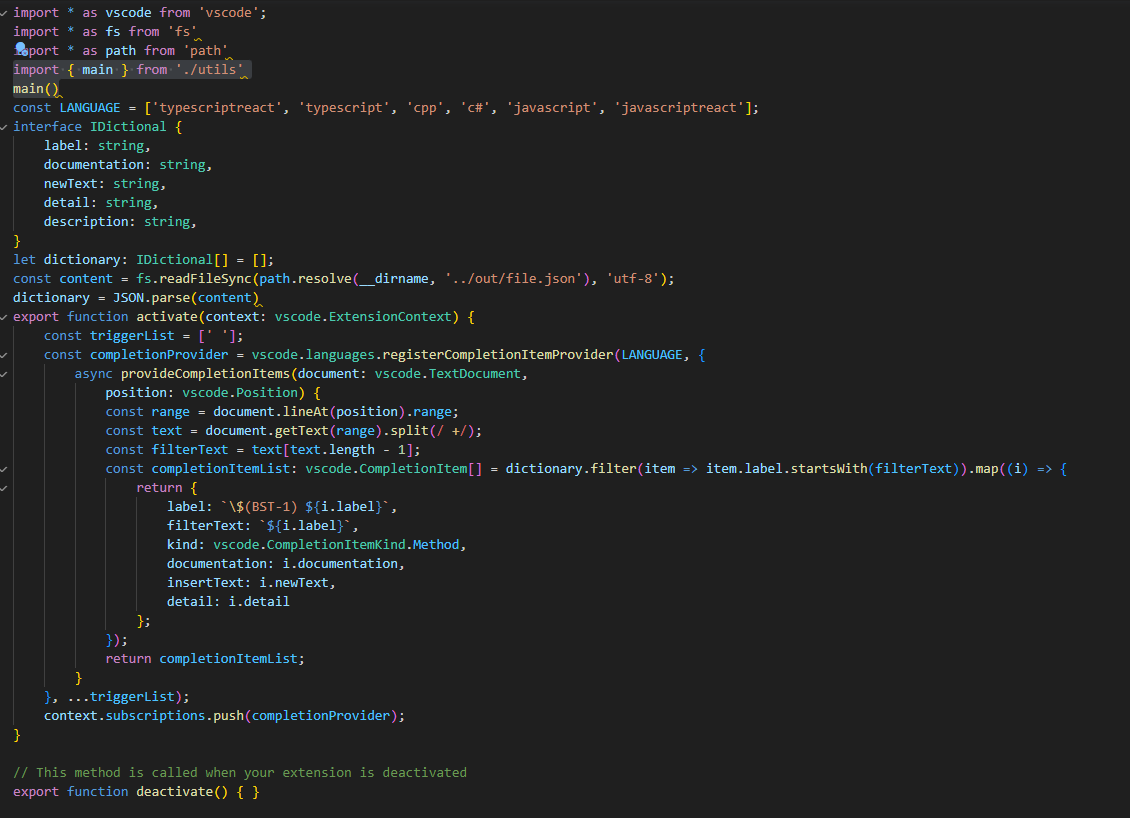 import * as vscode from 'vscode';
import * as fs from 'fs'
import * as path from 'path'
import { main } from './utils'
main()
const LANGUAGE = ['typescriptreact', 'typescript', 'cpp', 'c#', 'javascript', 'javascriptreact'];
interface IDictional {
    label: string,
    documentation: string,
    newText: string,
    detail: string,
    description: string,
}
let dictionary: IDictional[] = [];
const content = fs.readFileSync(path.resolve(__dirname, '../out/file.json'), 'utf-8');
dictionary = JSON.parse(content)
export function activate(context: vscode.ExtensionContext) {
    const triggerList = [' '];
    const completionProvider = vscode.languages.registerCompletionItemProvider(LANGUAGE, {
        async provideCompletionItems(document: vscode.TextDocument,
            position: vscode.Position) {
            const range = document.lineAt(position).range;
            const text = document.getText(range).split(/ +/);
            const filterText = text[text.length - 1];
            const completionItemList: vscode.CompletionItem[] = dictionary.filter(item => item.label.startsWith(filterText)).map((i) => {
                return {
                    label: `\$(BST-1) ${i.label}`,
                    filterText: `${i.label}`,
                    kind: vscode.CompletionItemKind.Method,
                    documentation: i.documentation,
                    insertText: i.newText,
                    detail: i.detail
                };
            });
            return completionItemList;
        }
    }, ...triggerList);
    context.subscriptions.push(completionProvider);
}

// This method is called when your extension is deactivated
export function deactivate() { }